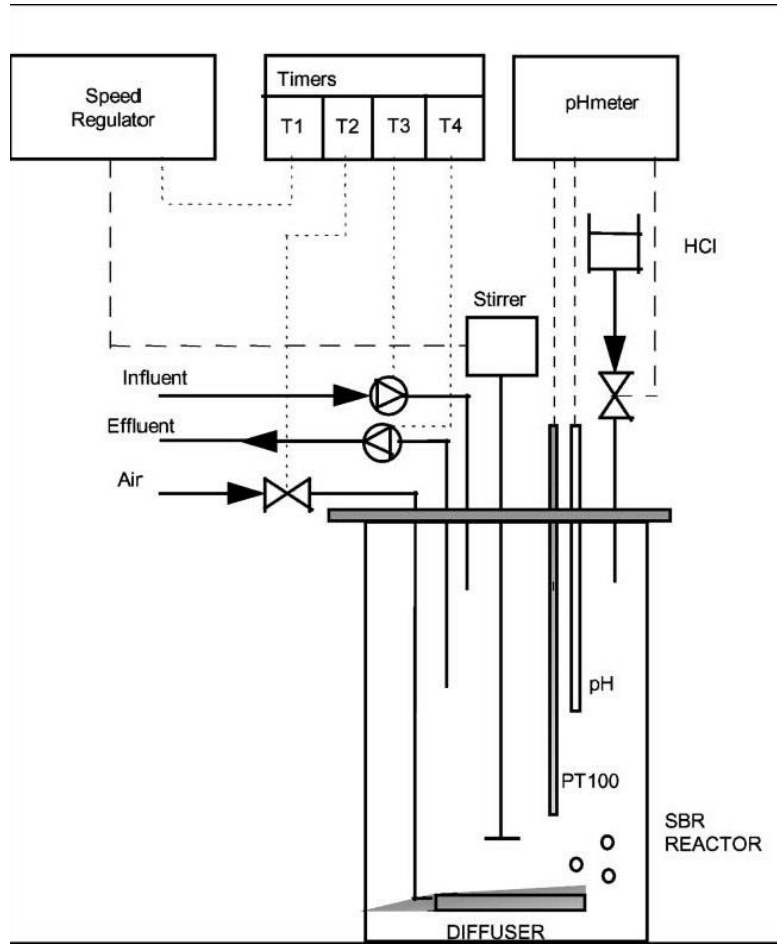 Speed
Regulator
Timers
T1 T2 T3 T4
pHmeter
HCl
Stirrer
Influent
Effluent
Air
pH
PT100
SBR
REACTOR
DIFFUSER